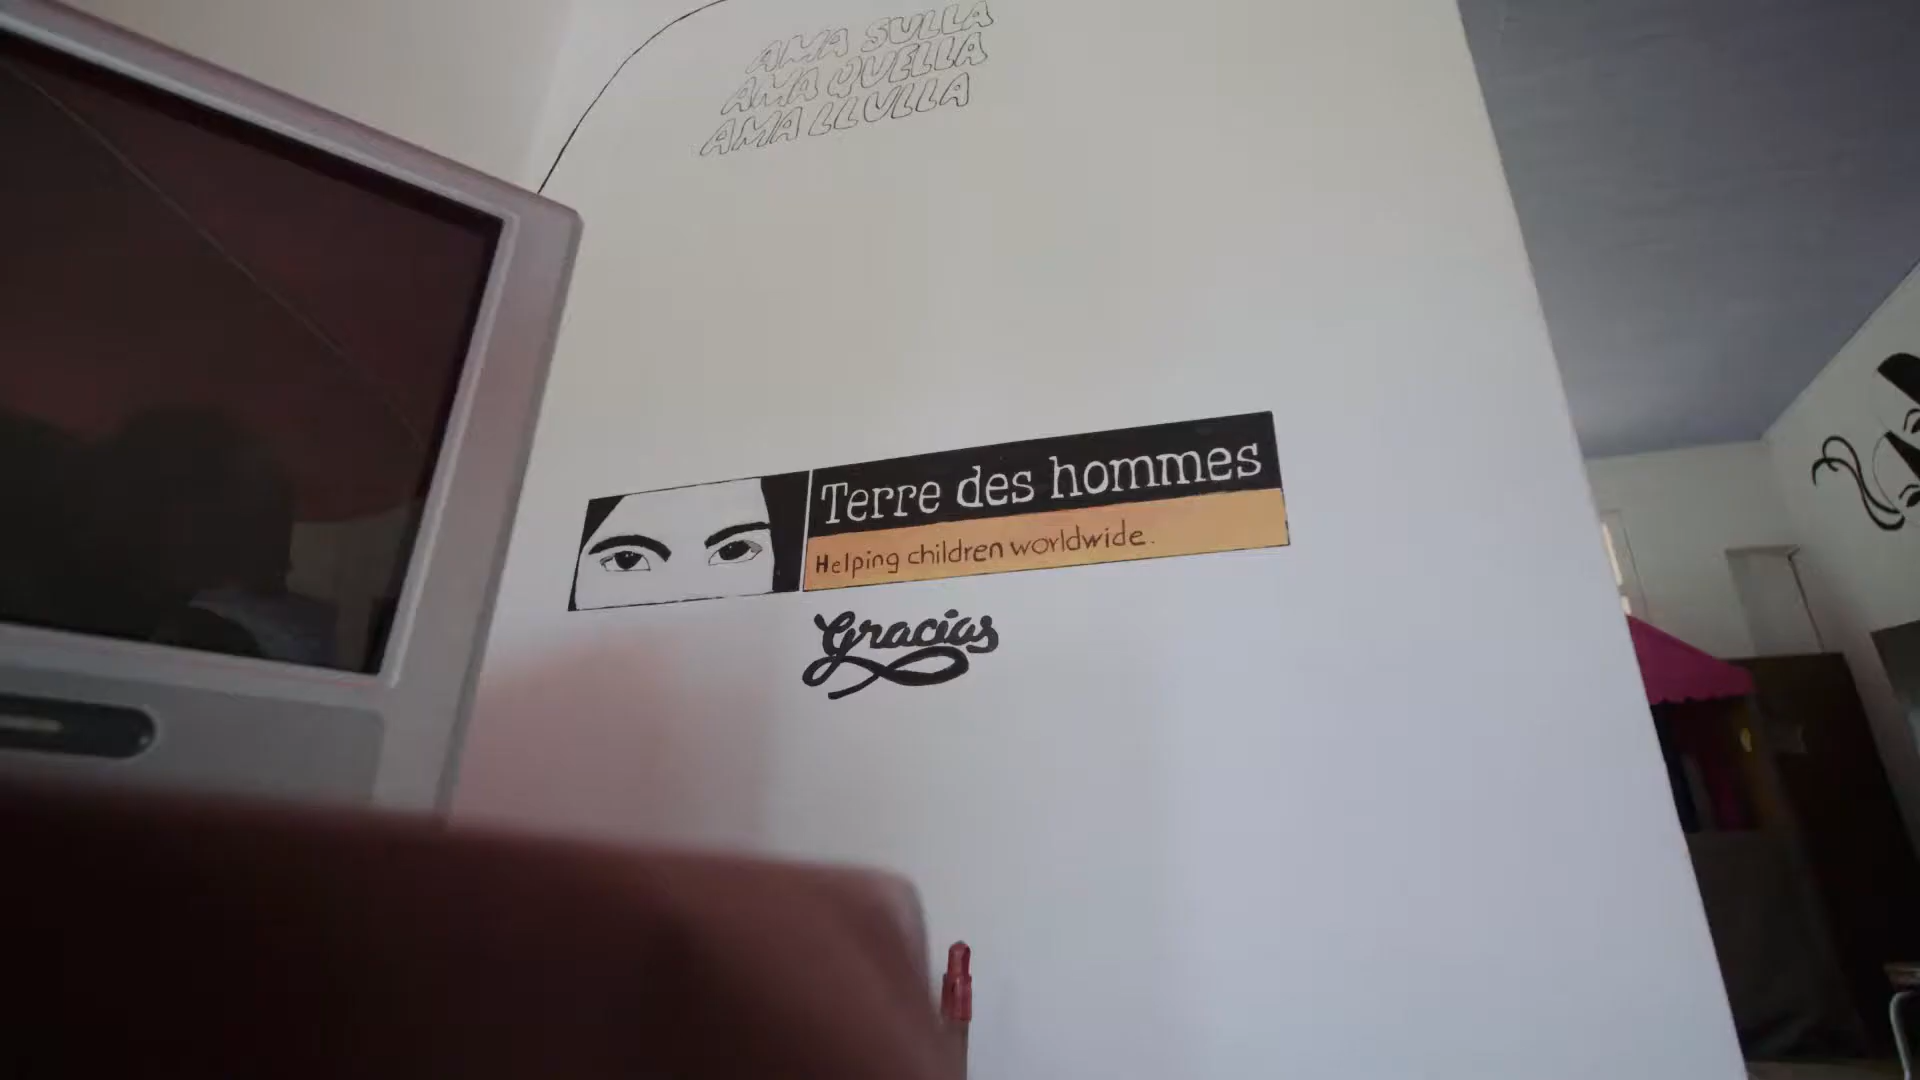 AMA SULLA
AMA QUELLA
AMA LLULLA
Terre des hommes
Helping children worldwide.
Gracias